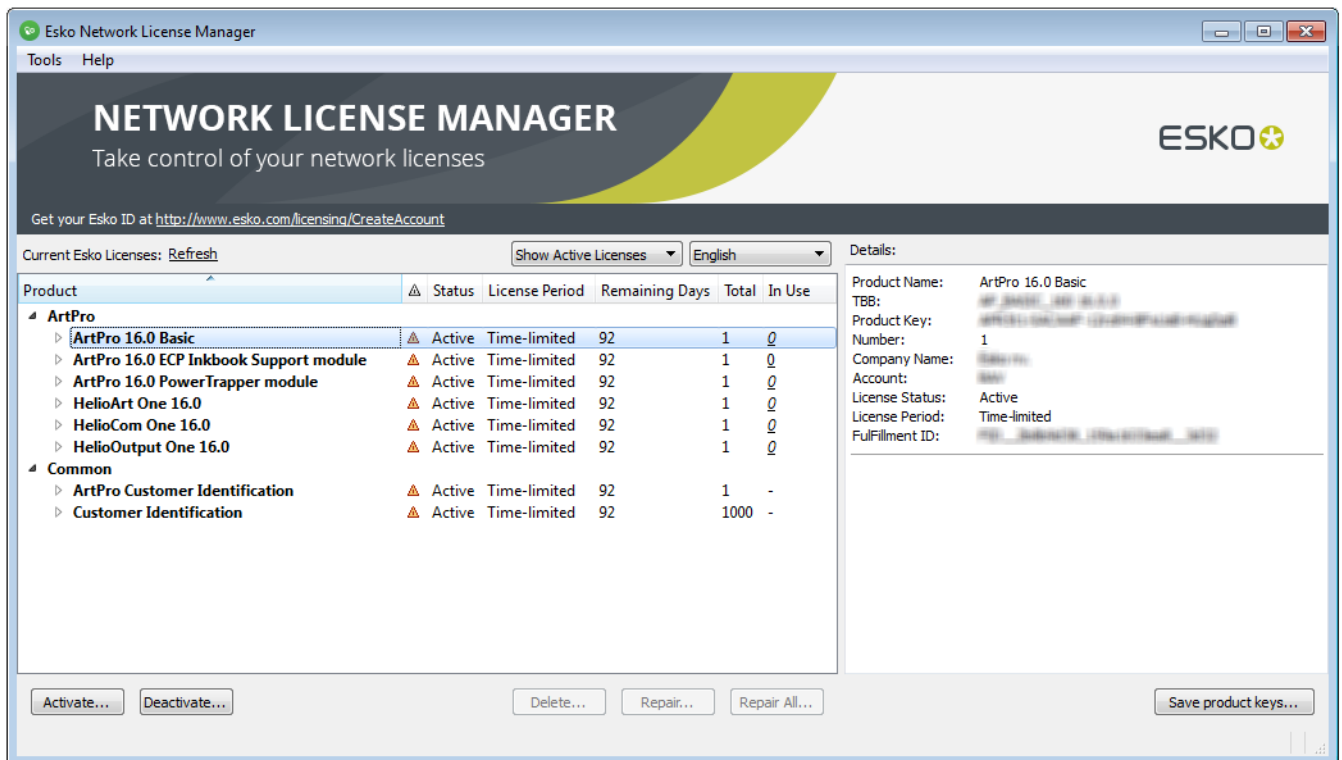 Esko Network License Manager
Tools Help
NETWORK LICENSE MANAGER
Take control of your network licenses
ESKO
Get your Esko ID at http://www.esko.com/licensing/CreateAccount
Current Esko Licenses: Refresh
Show Active Licenses
English
Product Status License Period Remaining Days Total In Use
ArtPro
ArtPro 16.0 Basic Active Time-limited 92 1 0
ArtPro 16.0 ECP Inkbook Support module Active Time-limited 92 1 0
ArtPro 16.0 PowerTrapper module Active Time-limited 92 1 0
HelioArt One 16.0 Active Time-limited 92 1 0
HelioCom One 16.0 Active Time-limited 92 1 0
HelioOutput One 16.0 Active Time-limited 92 1 0
Common
ArtPro Customer Identification Active Time-limited 92 1 -
Customer Identification Active Time-limited 92 1000 -
Details:
Product Name: ArtPro 16.0 Basic
TBB:
Product Key:
Number: 1
Company Name:
Account:
License Status: Active
License Period: Time-limited
FulFillment ID:
Activate...
Deactivate...
Delete...
Repair...
Repair All...
Save product keys...